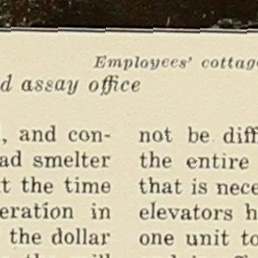 Employees' cottag
d assay office
, and con-
ad smelter
t the time
eration in
the dollar
not be diff
the entire
that is nece
elevators h
one unit to